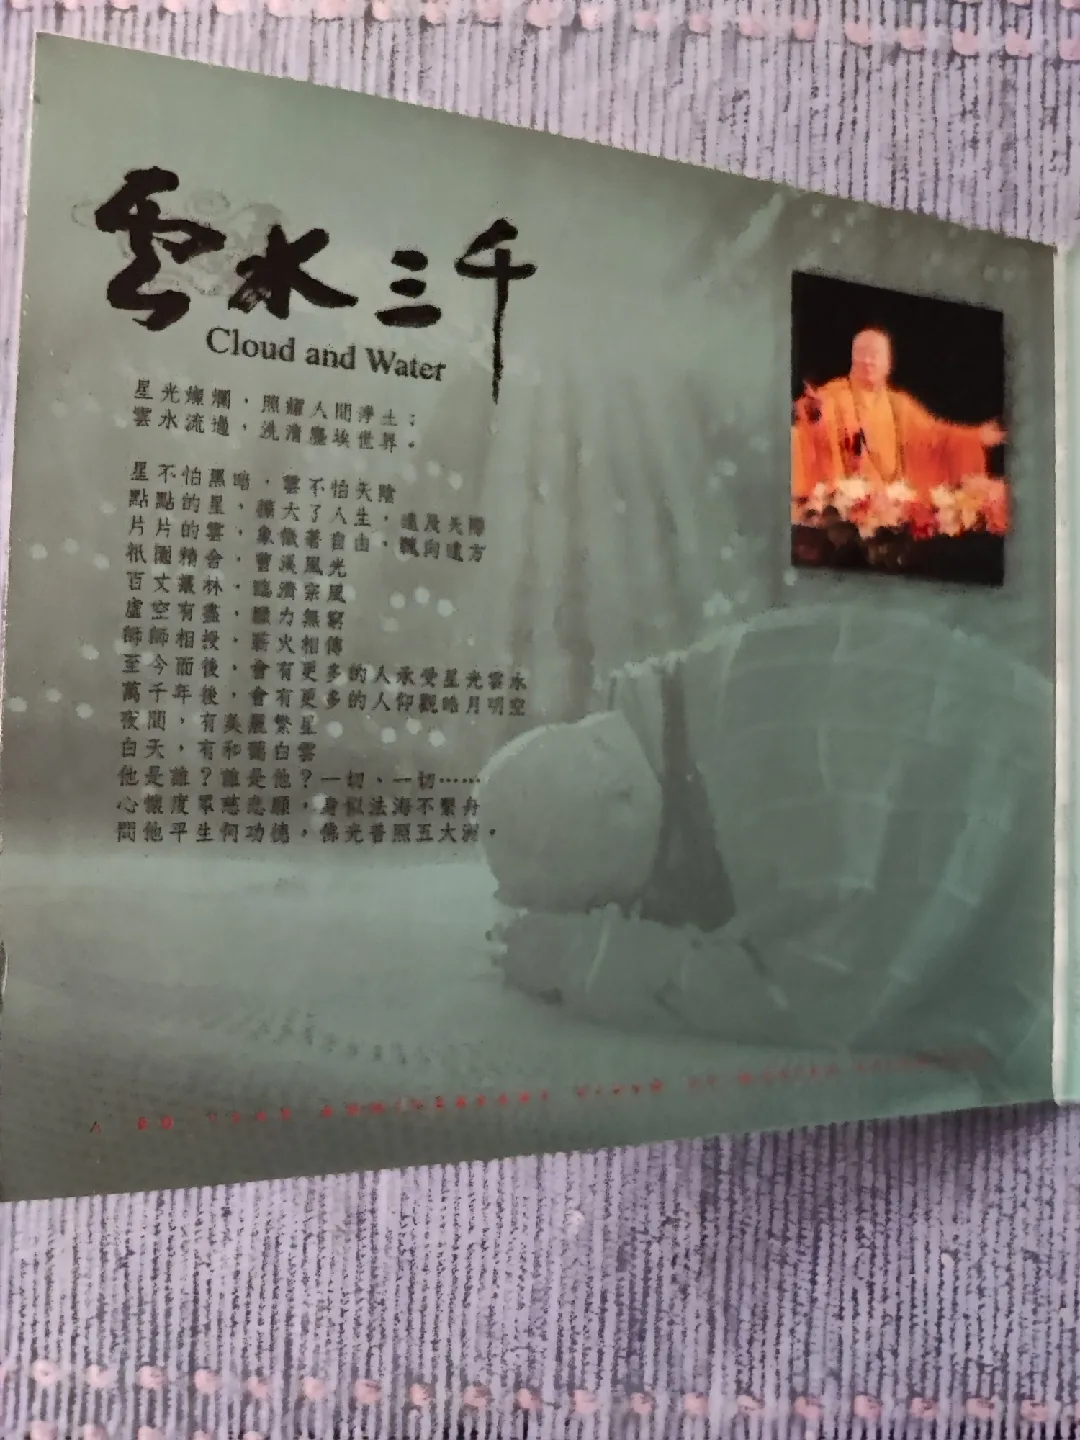 雲水三千
Cloud and Water
星光燦爛，照耀人間淨土；
雲水流過，洗清塵埃世界。
星不怕黑暗，雲不怕天陰
點點的星，擴大了人生，遠及天際
片片的雲，象徵著自由，飄向遠方
祇園精舍，曹溪風光
百丈叢林，臨濟宗風
虛空有盡，願力無窮
師師相授，薪火相傳
至今而後，會有更多的人承受星光雲水
萬千年後，會有更多的人仰觀皓月明空
夜間，有美麗繁星
白天，有和藹白雲
他是誰？誰是他？一切、一切……
心懷度眾慈悲願，身似法海不繫舟
問他平生何功德，佛光普照五大洲。